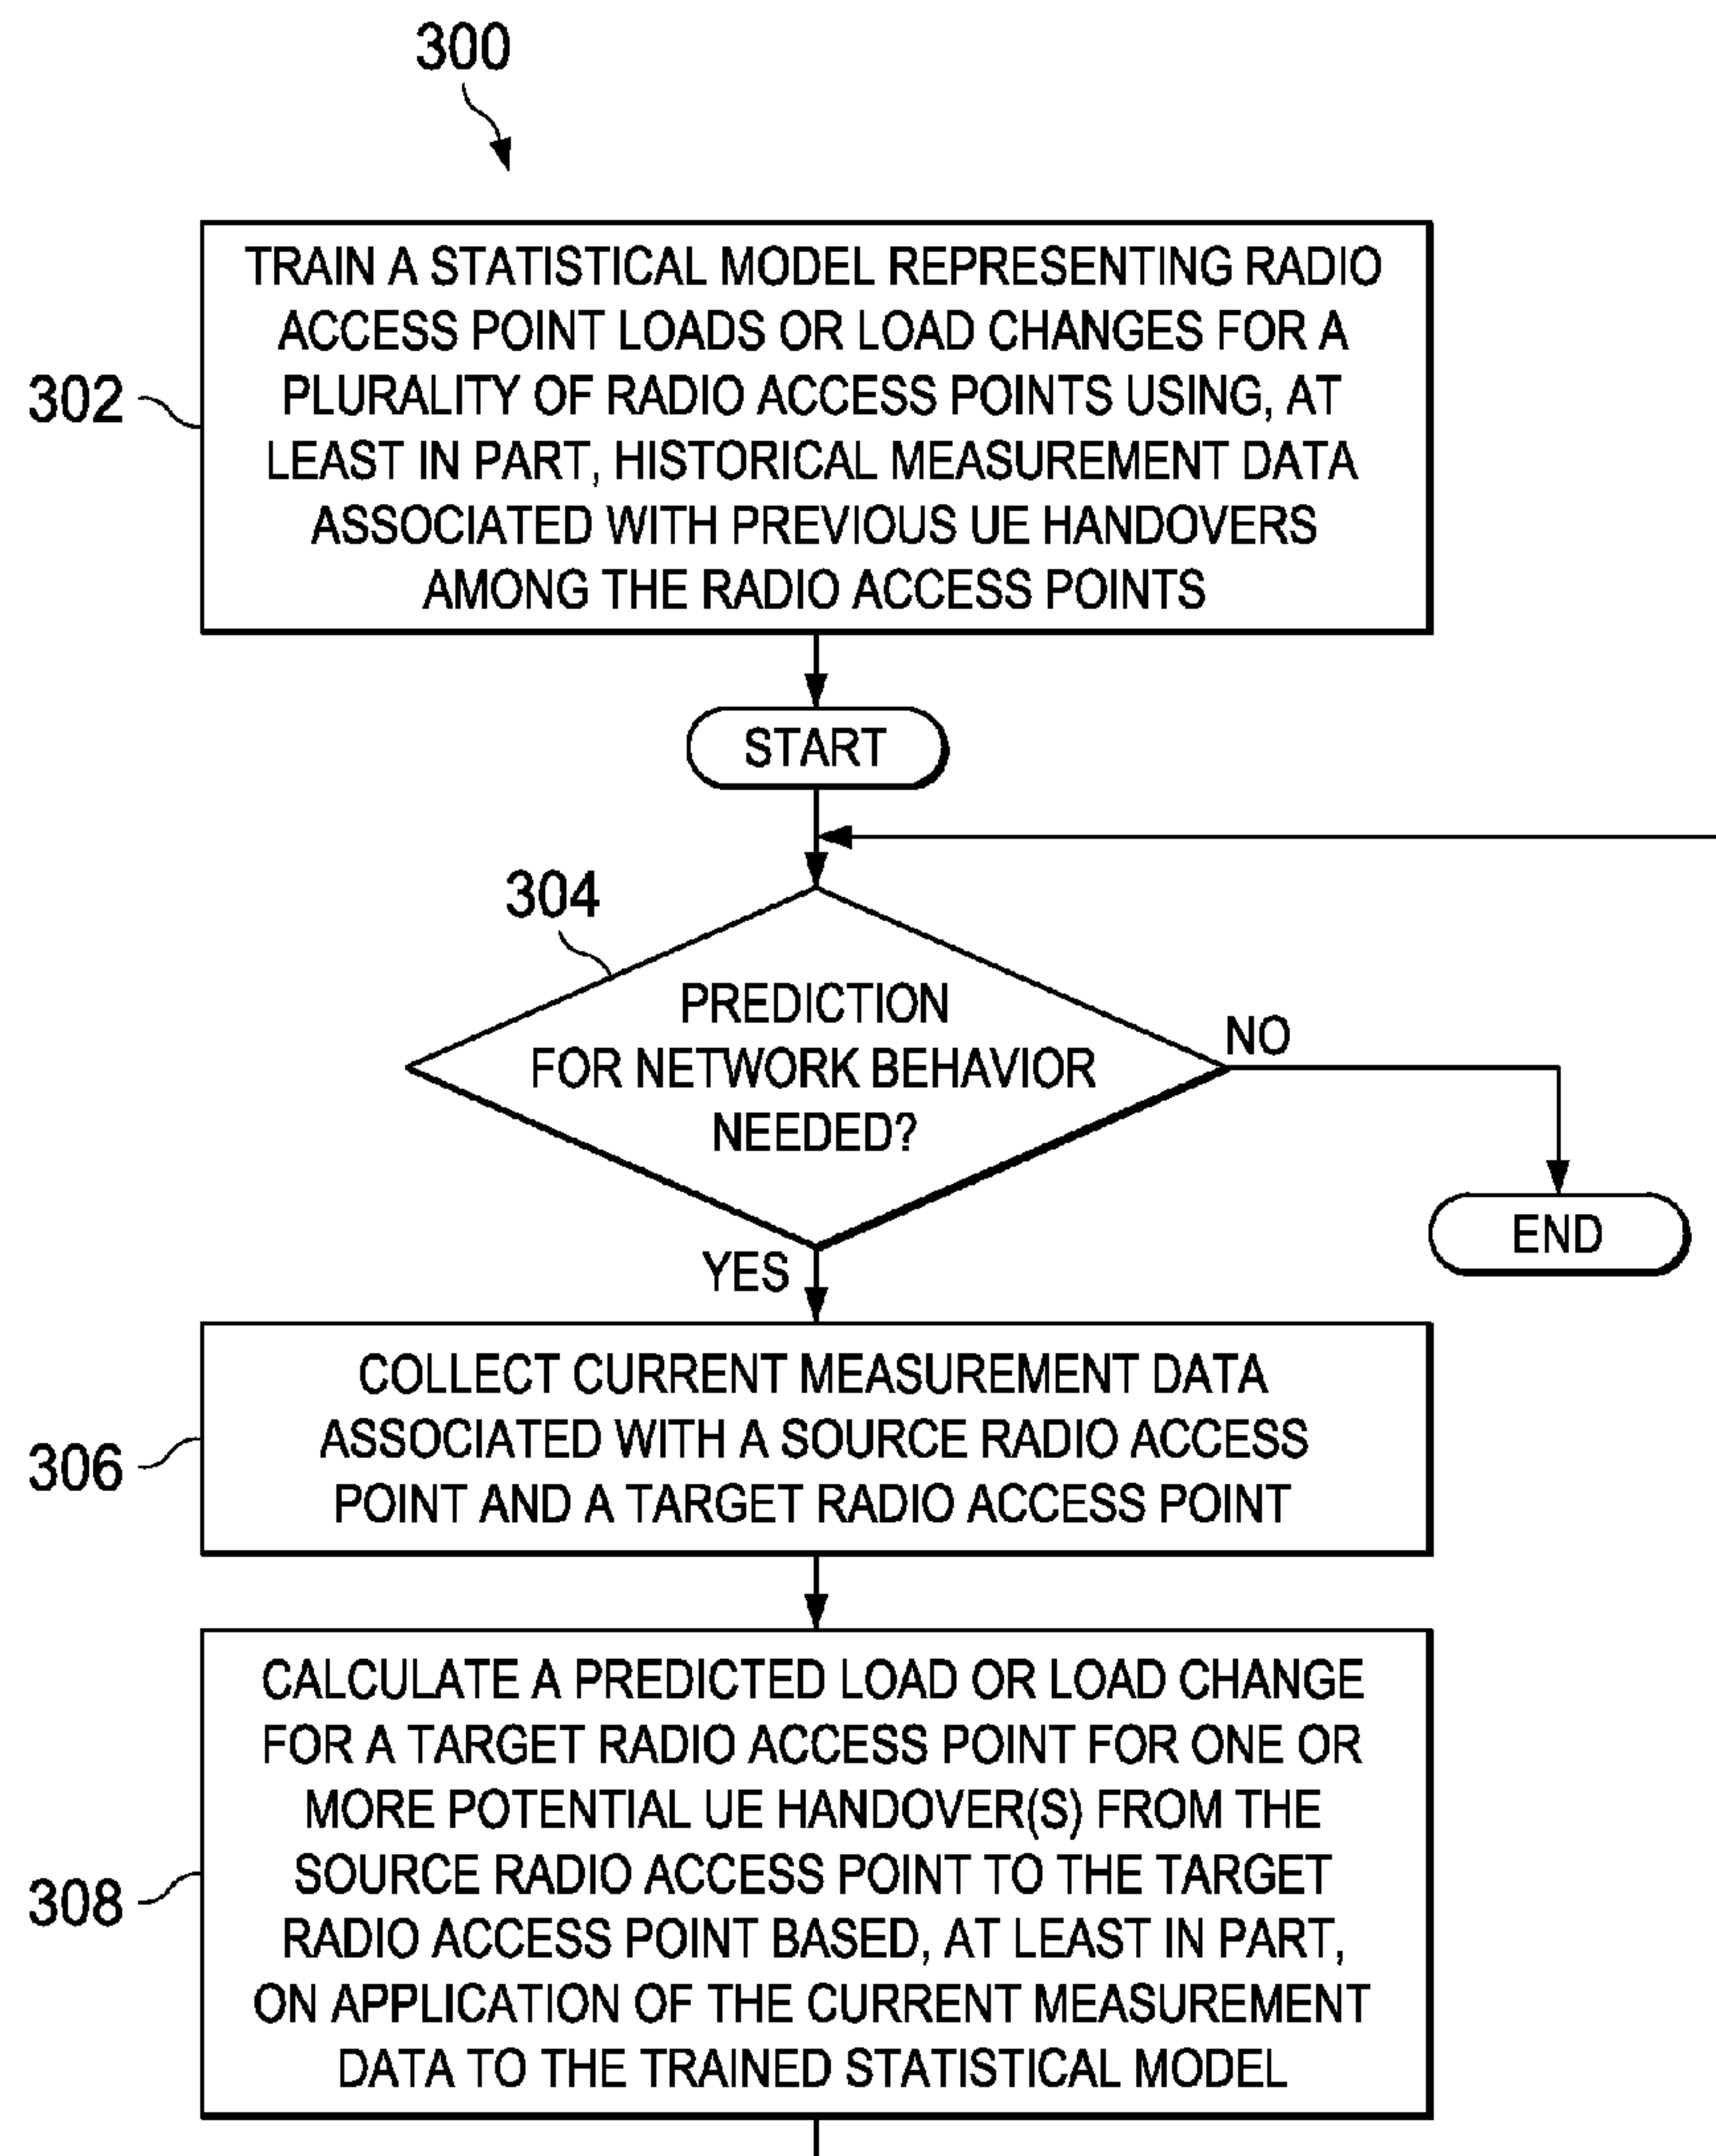 300
302
TRAIN A STATISTICAL MODEL REPRESENTING RADIO
ACCESS POINT LOADS OR LOAD CHANGES FOR A
PLURALITY OF RADIO ACCESS POINTS USING, AT
LEAST IN PART, HISTORICAL MEASUREMENT DATA
ASSOCIATED WITH PREVIOUS UE HANDOVERS
AMONG THE RADIO ACCESS POINTS
START
304
PREDICTION
FOR NETWORK BEHAVIOR
NEEDED?
NO
END
YES
306
COLLECT CURRENT MEASUREMENT DATA
ASSOCIATED WITH A SOURCE RADIO ACCESS
POINT AND A TARGET RADIO ACCESS POINT
308
CALCULATE A PREDICTED LOAD OR LOAD CHANGE
FOR A TARGET RADIO ACCESS POINT FOR ONE OR
MORE POTENTIAL UE HANDOVER(S) FROM THE
SOURCE RADIO ACCESS POINT TO THE TARGET
RADIO ACCESS POINT BASED, AT LEAST IN PART,
ON APPLICATION OF THE CURRENT MEASUREMENT
DATA TO THE TRAINED STATISTICAL MODEL